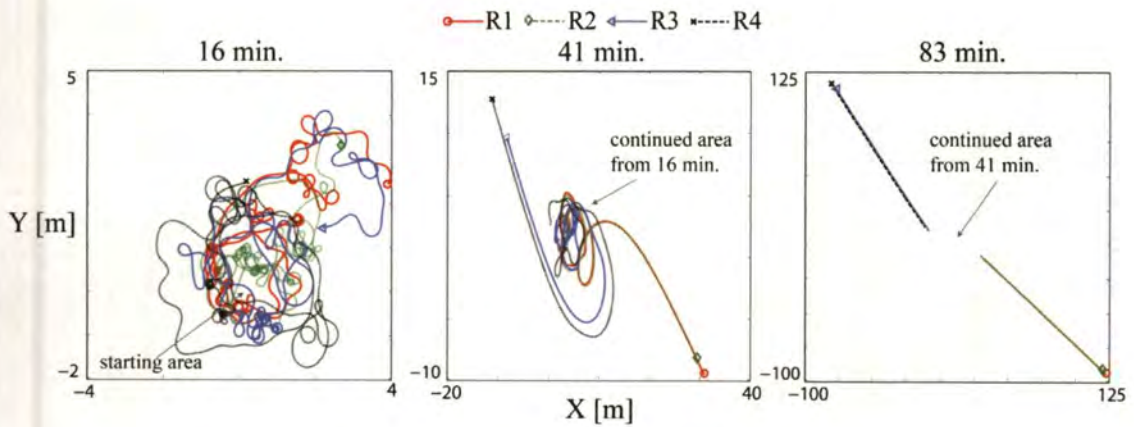 R1 R2 R3 R4
16 min. 41 min. 83 min.
5 15 125
continued area
from 16 min.
continued area
from 41 min.
Y [m]
starting area
−2 −10 −100
−4 4 −20 40 −100 125
X [m]